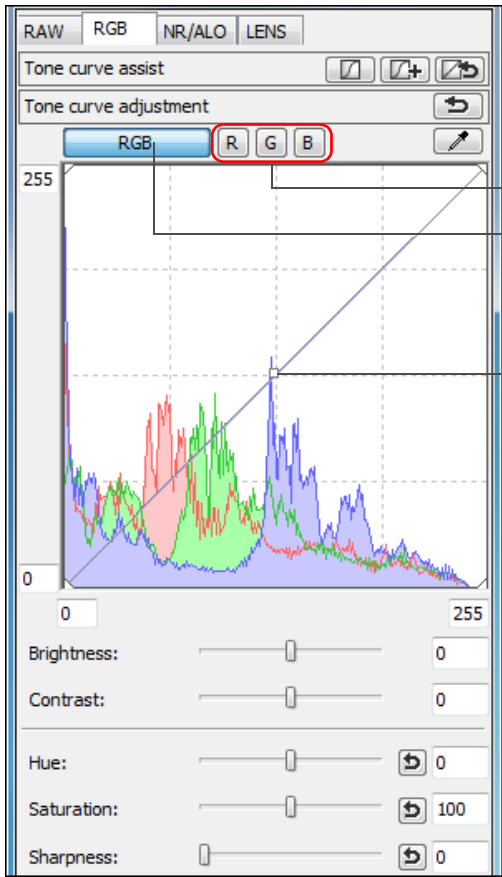 RAW RGB NR/ALO LENS
Tone curve assist
Tone curve adjustment
RGB R G B
255
0
0 255
Brightness: 0
Contrast: 0
Hue: 0
Saturation: 100
Sharpness: 0